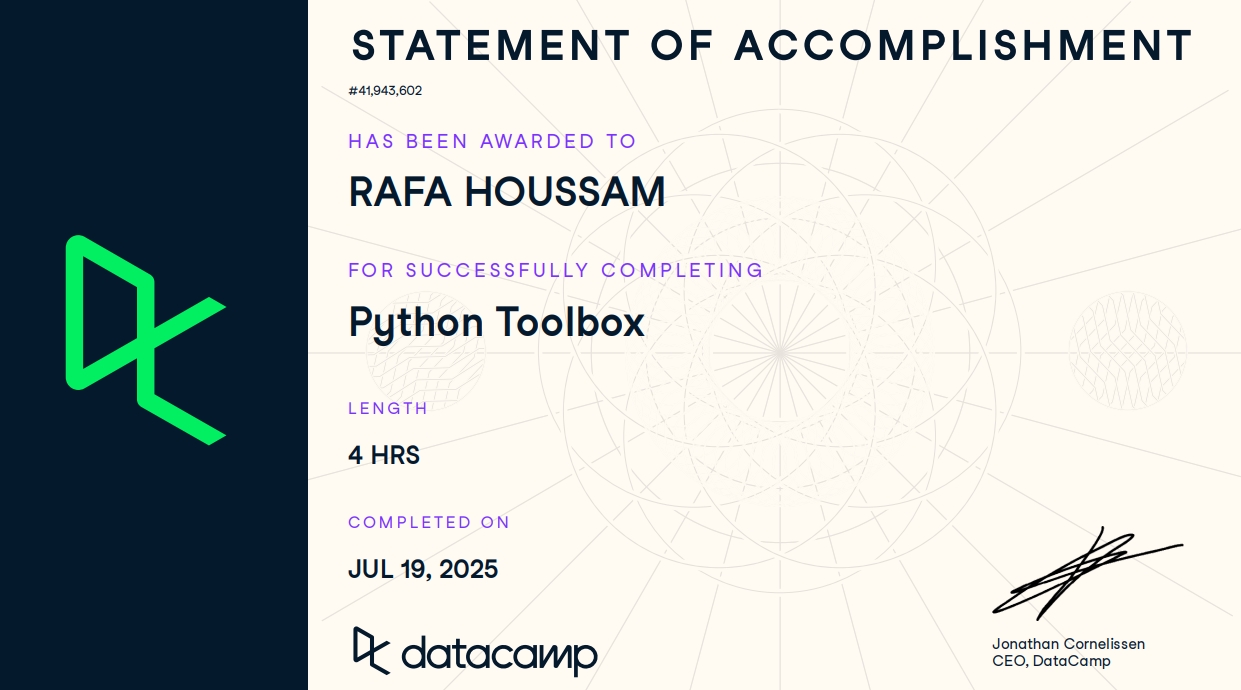 STATEMENT OF ACCOMPLISHMENT
#41,943,602
HAS BEEN AWARDED TO
RAFA HOUSSAM
FOR SUCCESSFULLY COMPLETING
Python Toolbox
LENGTH
4 HRS
COMPLETED ON
JUL 19, 2025
datacamp
Jonathan Cornelissen
CEO, DataCamp